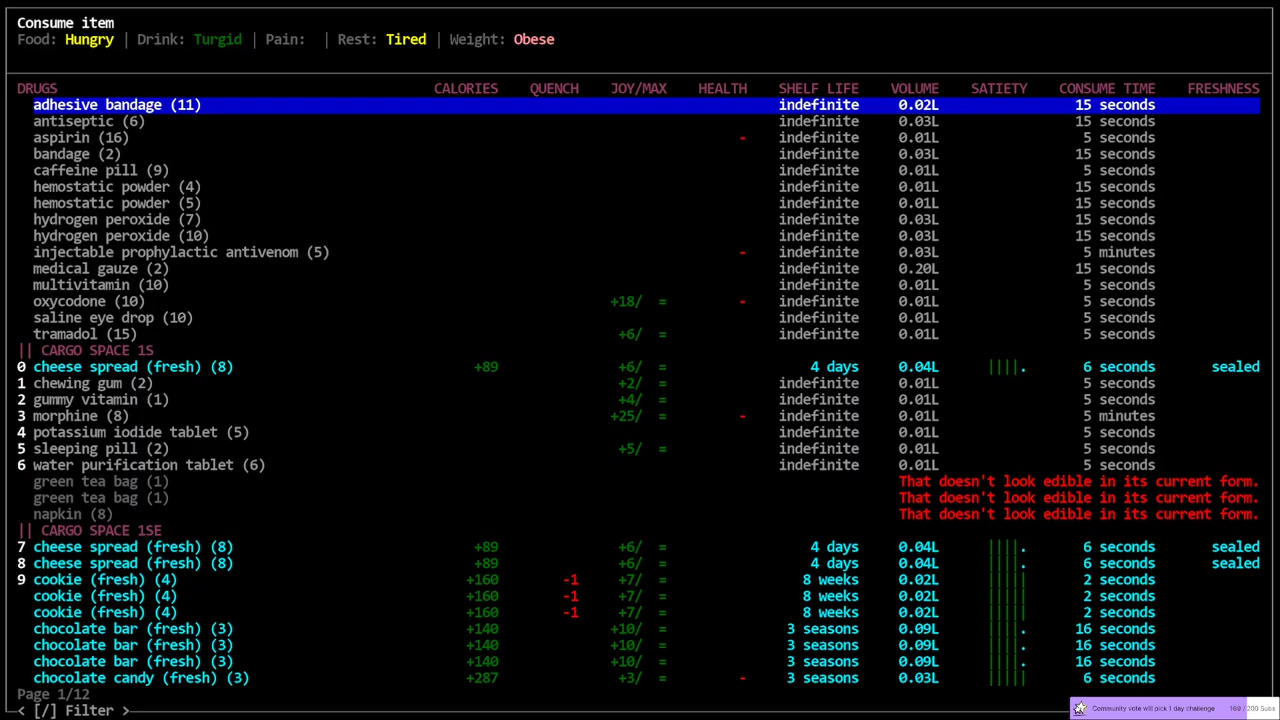 Consume item
Food: Hungry | Drink: Turgid | Pain:  | Rest: Tired | Weight: Obese
DRUGS CALORIES QUENCH JOY/MAX HEALTH SHELF LIFE VOLUME SATIETY CONSUME TIME FRESHNESS
adhesive bandage (11) indefinite 0.02L 15 seconds
antiseptic (6) indefinite 0.03L 15 seconds
aspirin (16) - indefinite 0.01L 5 seconds
bandage (2) indefinite 0.03L 15 seconds
caffeine pill (9) indefinite 0.01L 5 seconds
hemostatic powder (4) indefinite 0.01L 15 seconds
hemostatic powder (5) indefinite 0.01L 15 seconds
hydrogen peroxide (7) indefinite 0.03L 15 seconds
hydrogen peroxide (10) indefinite 0.03L 15 seconds
injectable prophylactic antivenom (5) - indefinite 0.03L 5 minutes
medical gauze (2) indefinite 0.20L 15 seconds
multivitamin (10) indefinite 0.01L 5 seconds
oxycodone (10) +18/ = - indefinite 0.01L 5 seconds
saline eye drop (10) indefinite 0.01L 5 seconds
tramadol (15) +6/ = indefinite 0.01L 5 seconds
|| CARGO SPACE 1S
0 cheese spread (fresh) (8) +89 +6/ = 4 days 0.04L ||||. 6 seconds sealed
1 chewing gum (2) +2/ = indefinite 0.01L 5 seconds
2 gummy vitamin (1) +4/ = indefinite 0.01L 5 seconds
3 morphine (8) +25/ = - indefinite 0.01L 5 minutes
4 potassium iodide tablet (5) indefinite 0.01L 5 seconds
5 sleeping pill (2) +5/ = indefinite 0.01L 5 seconds
6 water purification tablet (6) indefinite 0.01L 5 seconds
green tea bag (1) That doesn't look edible in its current form.
green tea bag (1) That doesn't look edible in its current form.
napkin (8) That doesn't look edible in its current form.
|| CARGO SPACE 1SE
7 cheese spread (fresh) (8) +89 +6/ = 4 days 0.04L ||||. 6 seconds sealed
8 cheese spread (fresh) (8) +89 +6/ = 4 days 0.04L ||||. 6 seconds sealed
9 cookie (fresh) (4) +160 -1 +7/ = 8 weeks 0.02L ||||| 2 seconds
cookie (fresh) (4) +160 -1 +7/ = 8 weeks 0.02L ||||| 2 seconds
cookie (fresh) (4) +160 -1 +7/ = 8 weeks 0.02L ||||| 2 seconds
chocolate bar (fresh) (3) +140 +10/ = 3 seasons 0.09L ||||. 16 seconds
chocolate bar (fresh) (3) +140 +10/ = 3 seasons 0.09L ||||. 16 seconds
chocolate bar (fresh) (3) +140 +10/ = 3 seasons 0.09L ||||. 16 seconds
chocolate candy (fresh) (3) +287 +3/ = - 3 seasons 0.03L ||||| 6 seconds
Page 1/12
< [/] Filter >
Community vote will pick 1 day challenge 160 / 200 Subs